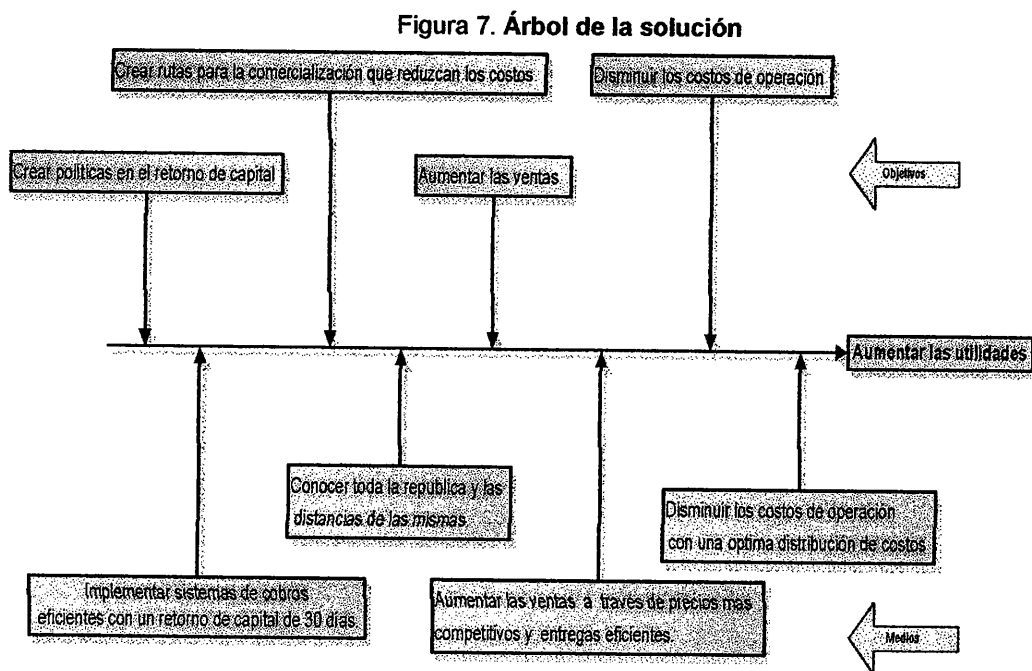 Figura 7. Árbol de la solución
Crear rutas para la comercialización que reduzcan los costos
Disminuir los costos de operación
Crear políticas en el retorno de capital
Aumentar las ventas
Objetivos
Aumentar las utilidades
Conocer toda la republica y las
distancias de las mismas
Disminuir los costos de operación
con una optima distribución de costos
Implementar sistemas de cobros
eficientes con un retorno de capital de 30 días
Aumentar las ventas a través de precios mas
competitivos y entregas eficientes.
Medios